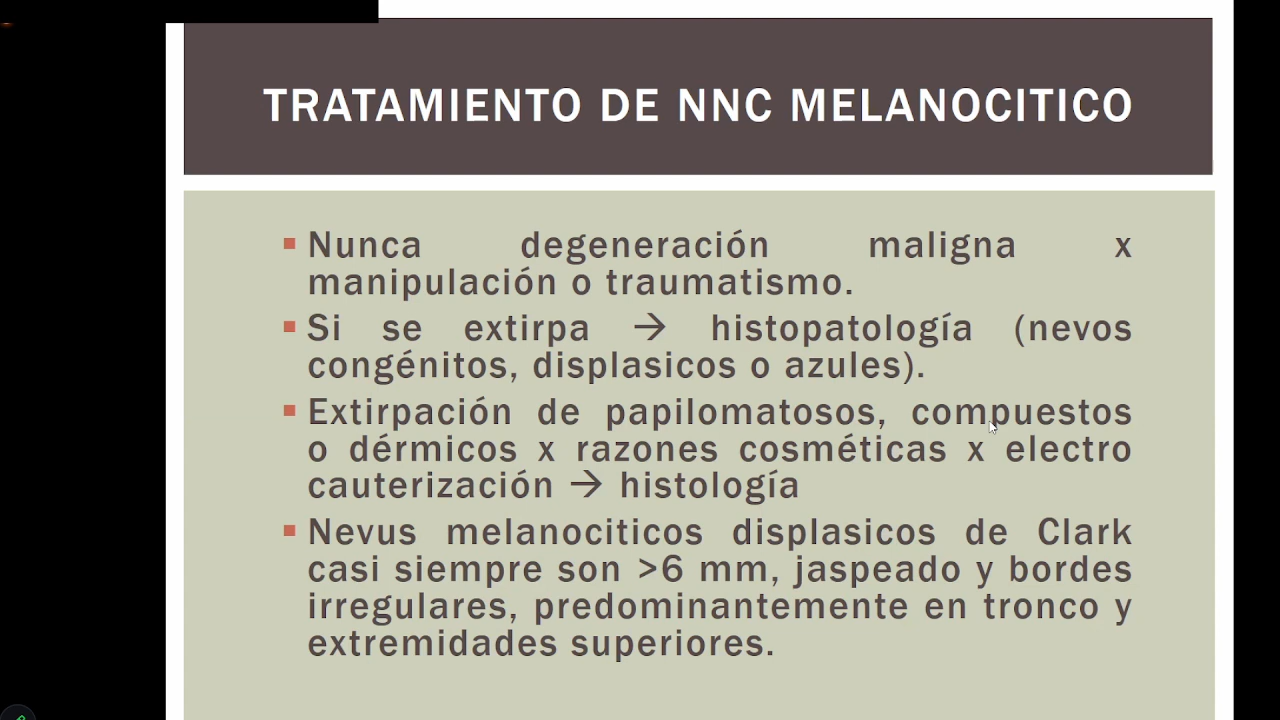 TRATAMIENTO DE NNC MELANOCITICO
▪ Nunca degeneración maligna x
manipulación o traumatismo.
▪ Si se extirpa → histopatología (nevos
congénitos, displasicos o azules).
▪ Extirpación de papilomatosos, compuestos
o dérmicos x razones cosméticas x electro
cauterización → histología
▪ Nevus melanociticos displasicos de Clark
casi siempre son >6 mm, jaspeado y bordes
irregulares, predominantemente en tronco y
extremidades superiores.